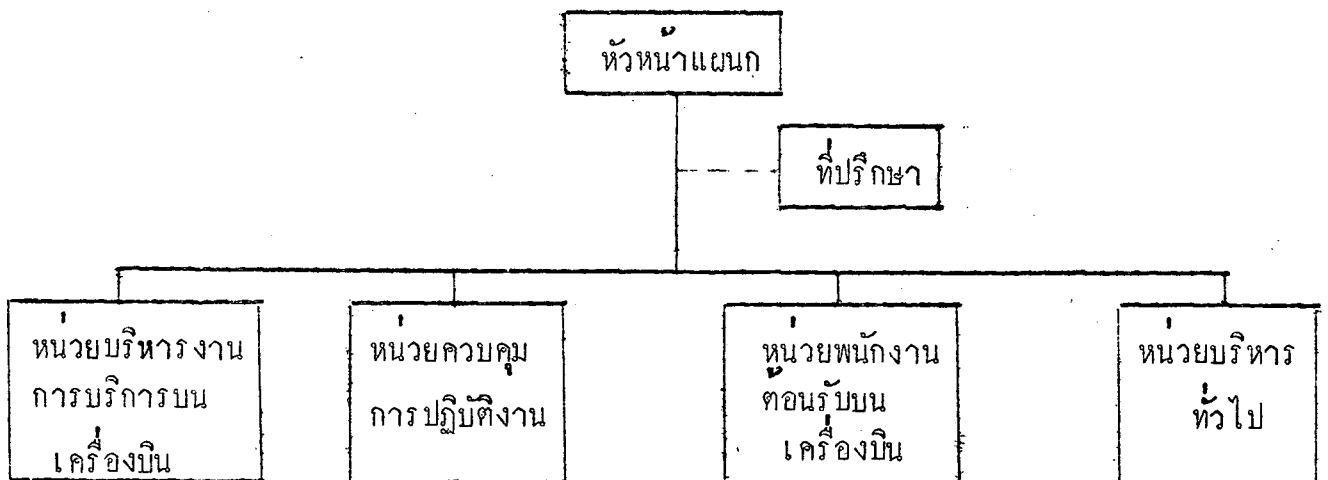 หัวหน้าแผนก
ที่ปรึกษา
หน่วยบริหารงาน
การบริการบน
เครื่องบิน
หน่วยควบคุม
การปฏิบัติงาน
หน่วยพนักงาน
ต้อนรับบน
เครื่องบิน
หน่วยบริหาร
ทั่วไป